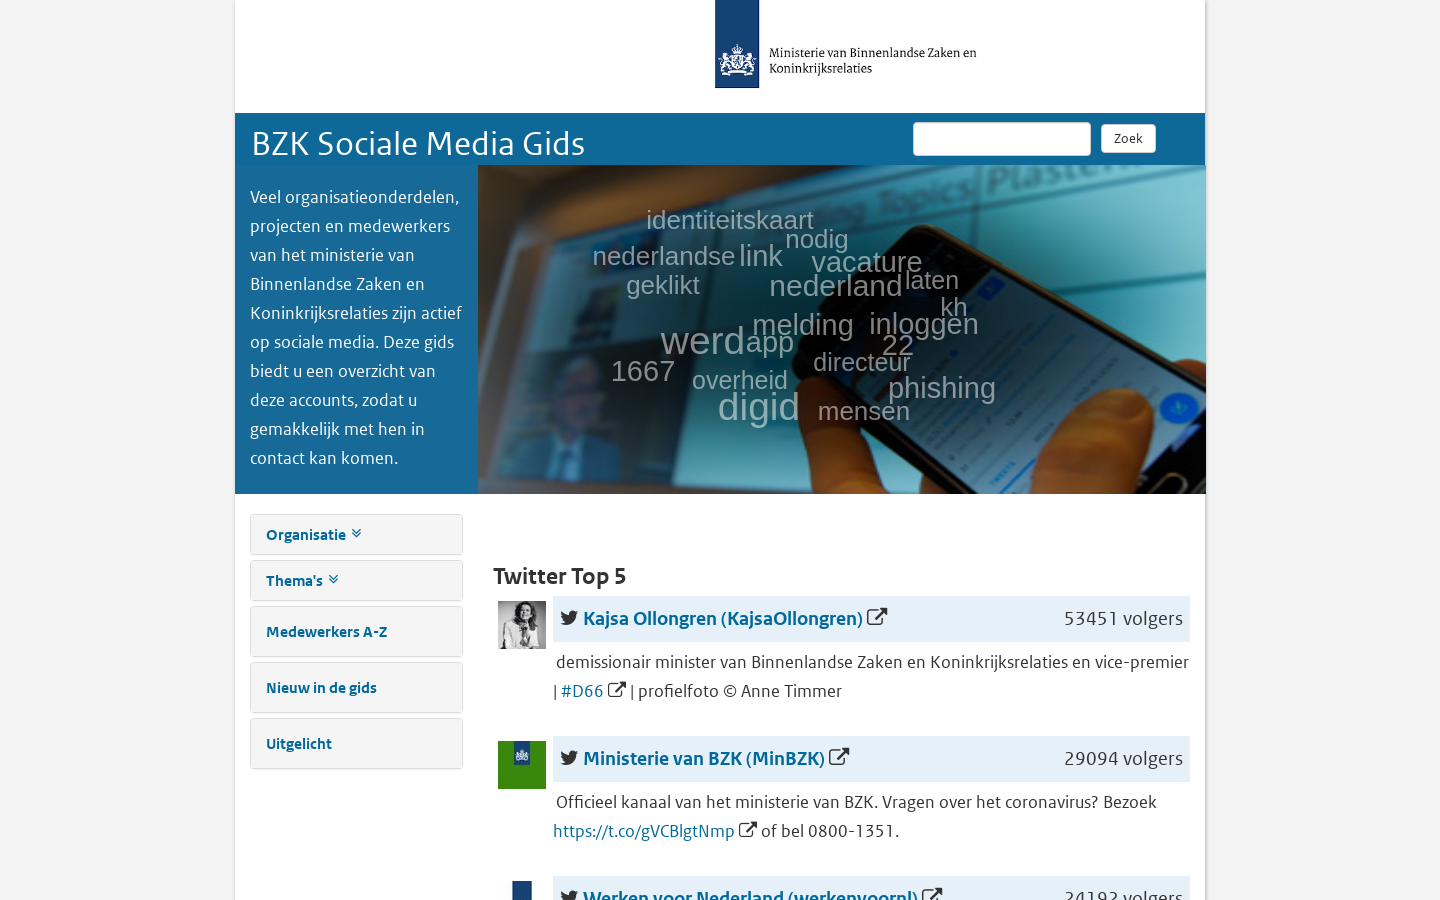 Ministerie van Binnenlandse Zaken en
Koninkrijksrelaties
BZK Sociale Media Gids
Zoek
Veel organisatieonderdelen,
projecten en medewerkers
van het ministerie van
Binnenlandse Zaken en
Koninkrijksrelaties zijn actief
op sociale media. Deze gids
biedt u een overzicht van
deze accounts, zodat u
gemakkelijk met hen in
contact kan komen.
identiteitskaart
nodig
nederlandse link
vacature
geklikt
nederland laten
kh
melding inloggen
werd app
22
directeur
1667
overheid
phishing
digid
mensen
Organisatie
Thema's
Medewerkers A-Z
Nieuw in de gids
Uitgelicht
Twitter Top 5
Kajsa Ollongren (KajsaOllongren) 53451 volgers
demissionair minister van Binnenlandse Zaken en Koninkrijksrelaties en vice-premier
| #D66 | profielfoto © Anne Timmer
Ministerie van BZK (MinBZK) 29094 volgers
Officieel kanaal van het ministerie van BZK. Vragen over het coronavirus? Bezoek
https://t.co/gVCBlgtNmp of bel 0800-1351.
Werken voor Nederland (werkenvoornl) 24192 volgers